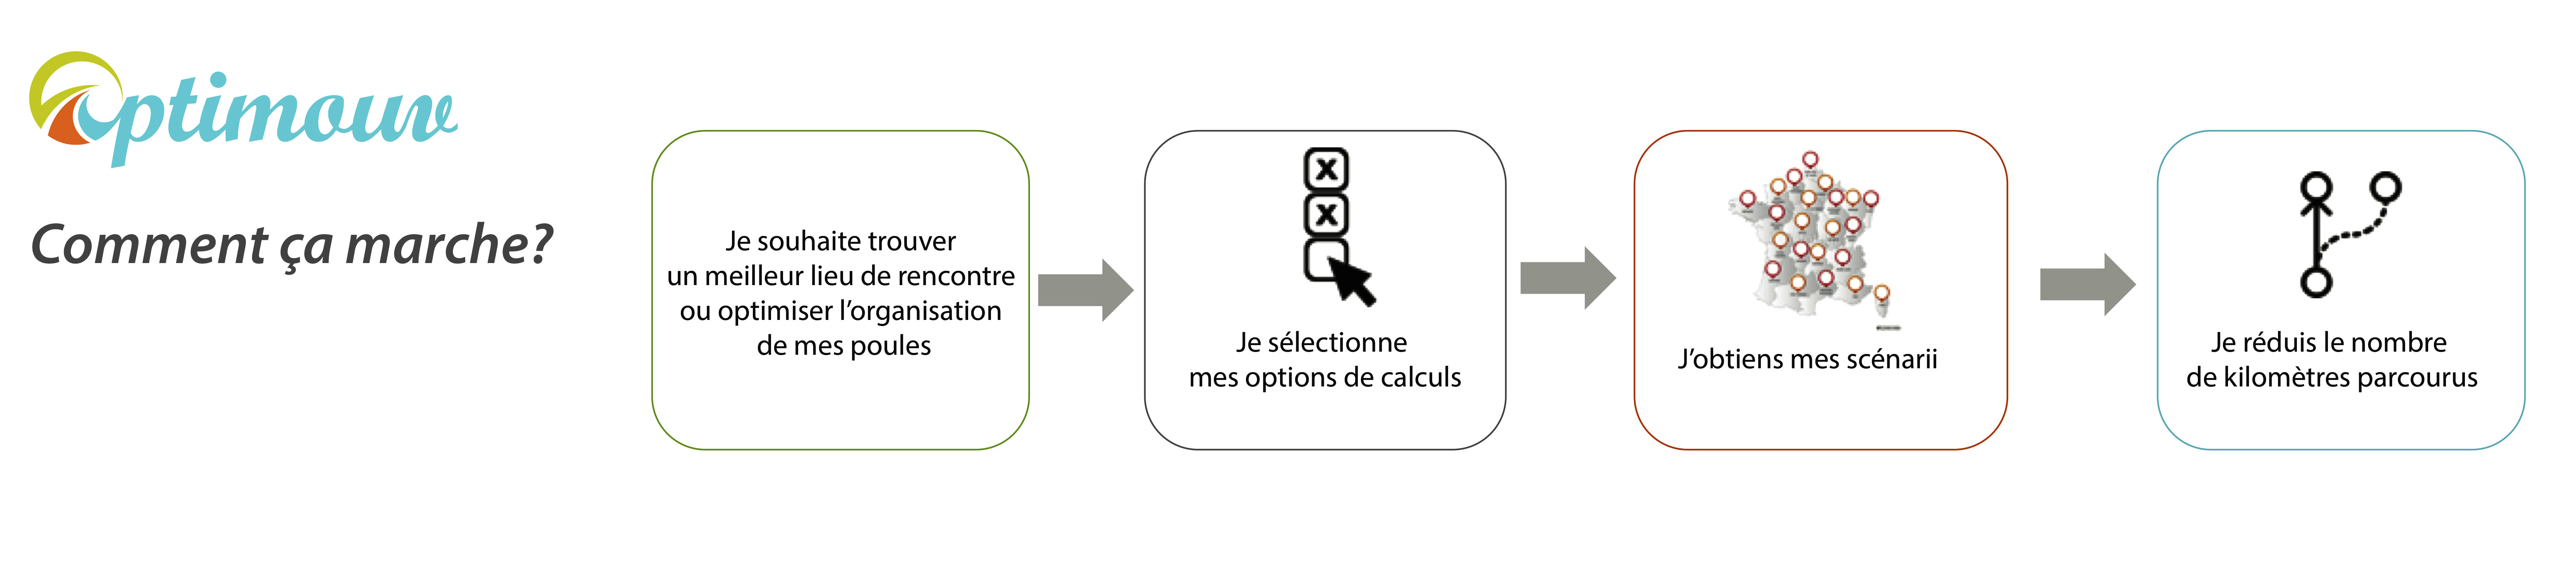 Optimouv
Comment ça marche?
Je souhaite trouver
un meilleur lieu de rencontre
ou optimiser l'organisation
de mes poules
x
x
Je sélectionne
mes options de calculs
J'obtiens mes scénarii
Je réduis le nombre
de kilomètres parcourus